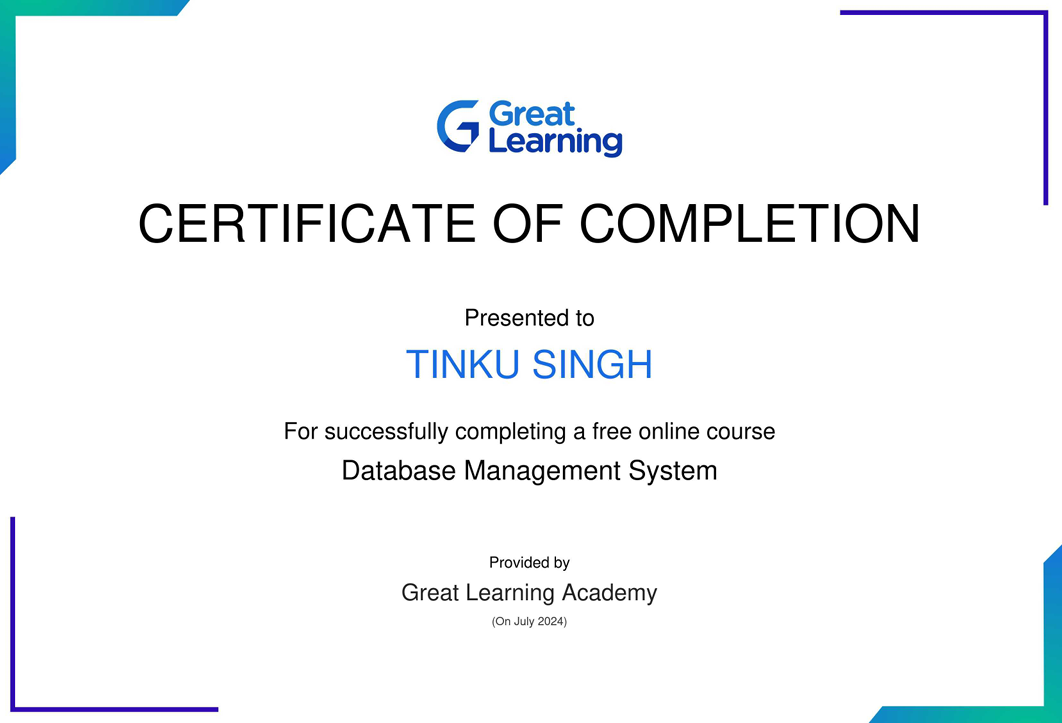 Great
Learning
CERTIFICATE OF COMPLETION
Presented to
TINKU SINGH
For successfully completing a free online course
Database Management System
Provided by
Great Learning Academy
(On July 2024)